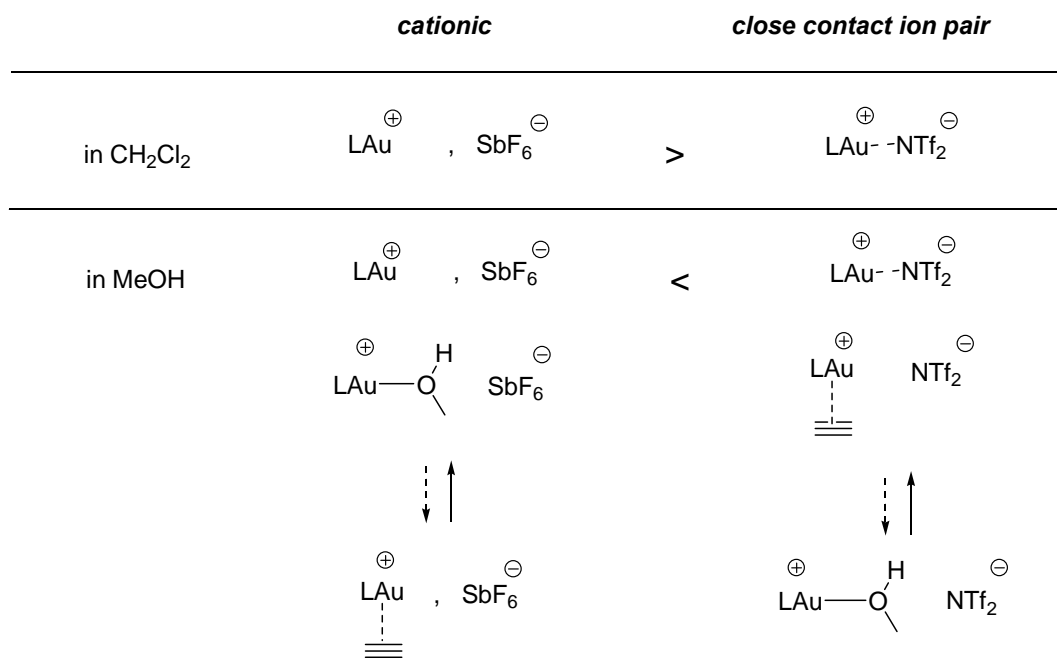 cationic close contact ion pair
in CH₂Cl₂ LAu⊕ , SbF₆⊖ > LAu⊕- -NTf₂⊖
in MeOH LAu⊕ , SbF₆⊖ < LAu⊕- -NTf₂⊖
H
LAu⊕ O SbF₆⊖ LAu⊕ NTf₂⊖
LAu⊕ , SbF₆⊖ H
LAu⊕ O NTf₂⊖